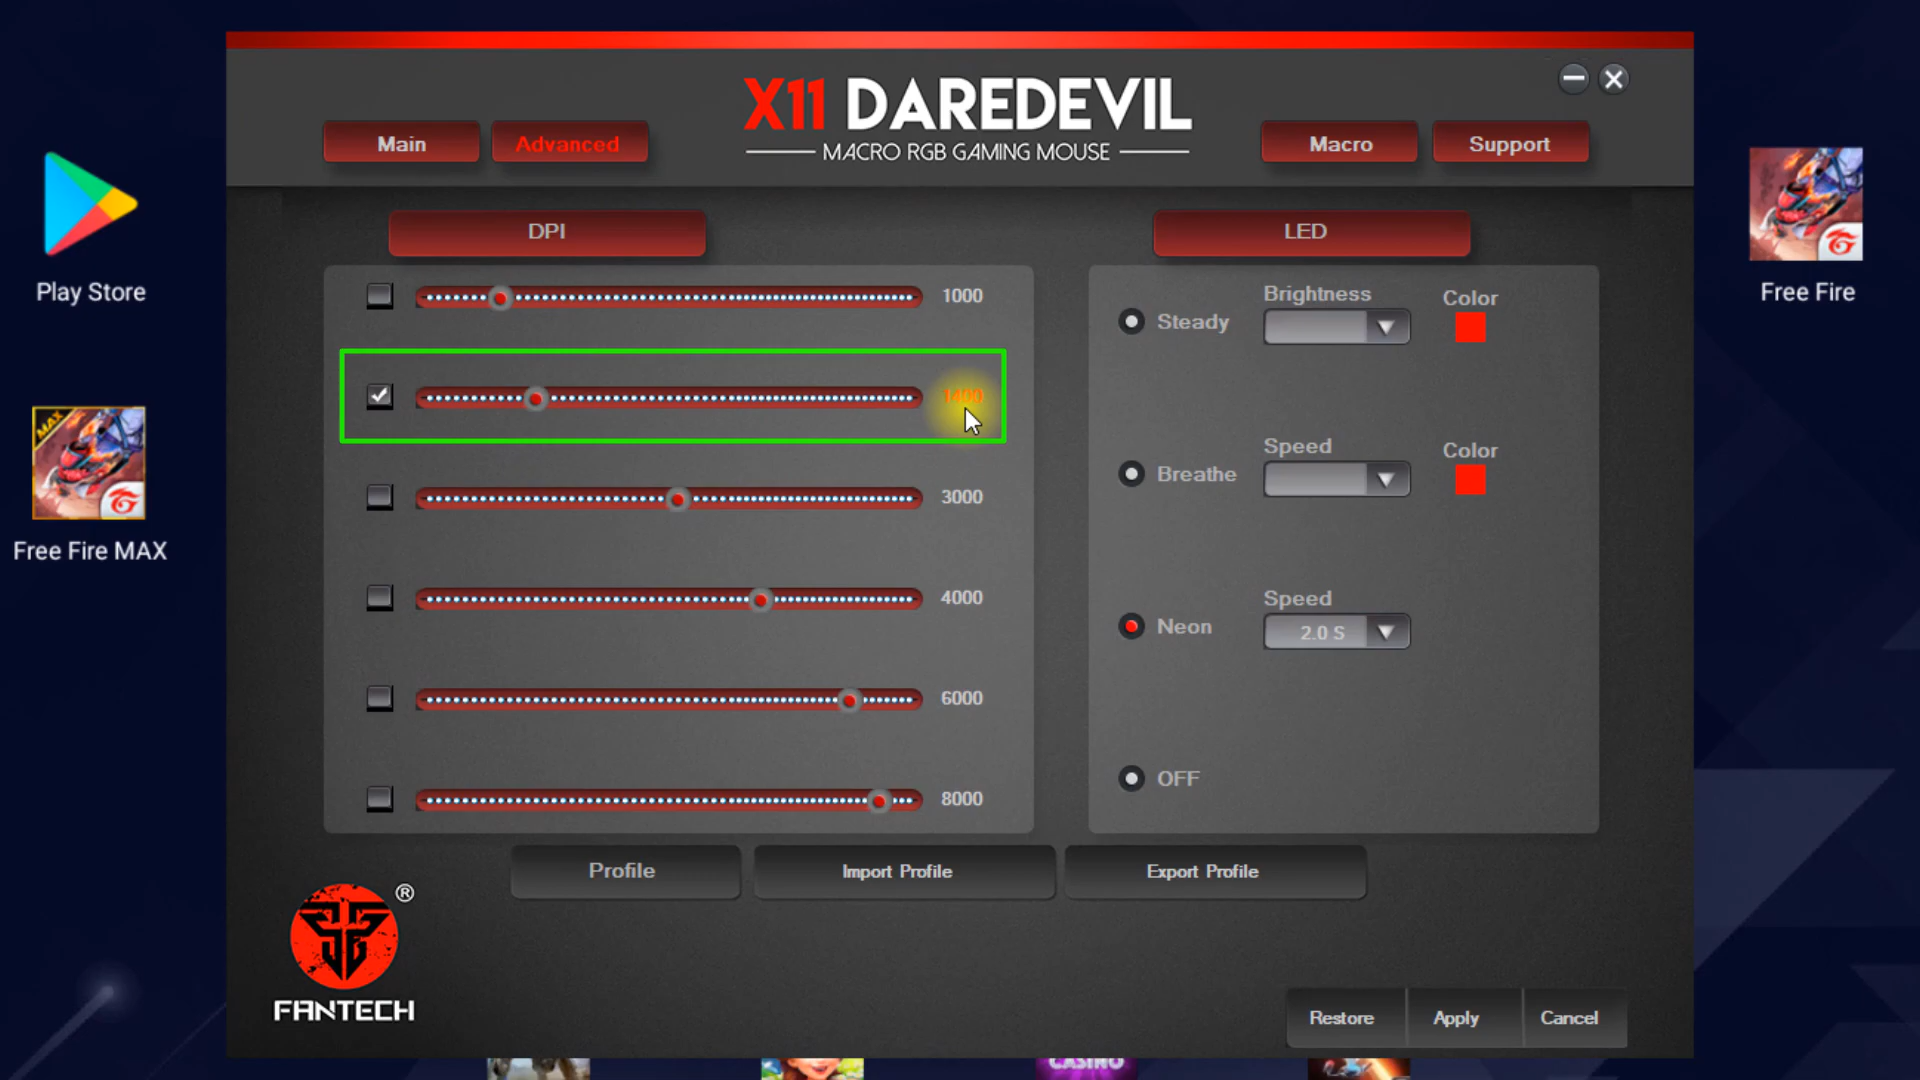 X11 DAREDEVIL
MACRO RGB GAMING MOUSE
Main
Advanced
Macro
Support
DPI
LED
1000
1400
3000
4000
6000
8000
Brightness
Color
Steady
Speed
Color
Breathe
Speed
Neon
2.0 S
OFF
Profile
Import Profile
Export Profile
®
FANTECH
Restore
Apply
Cancel
Play Store
MAX
Free Fire MAX
Free Fire
CASINO